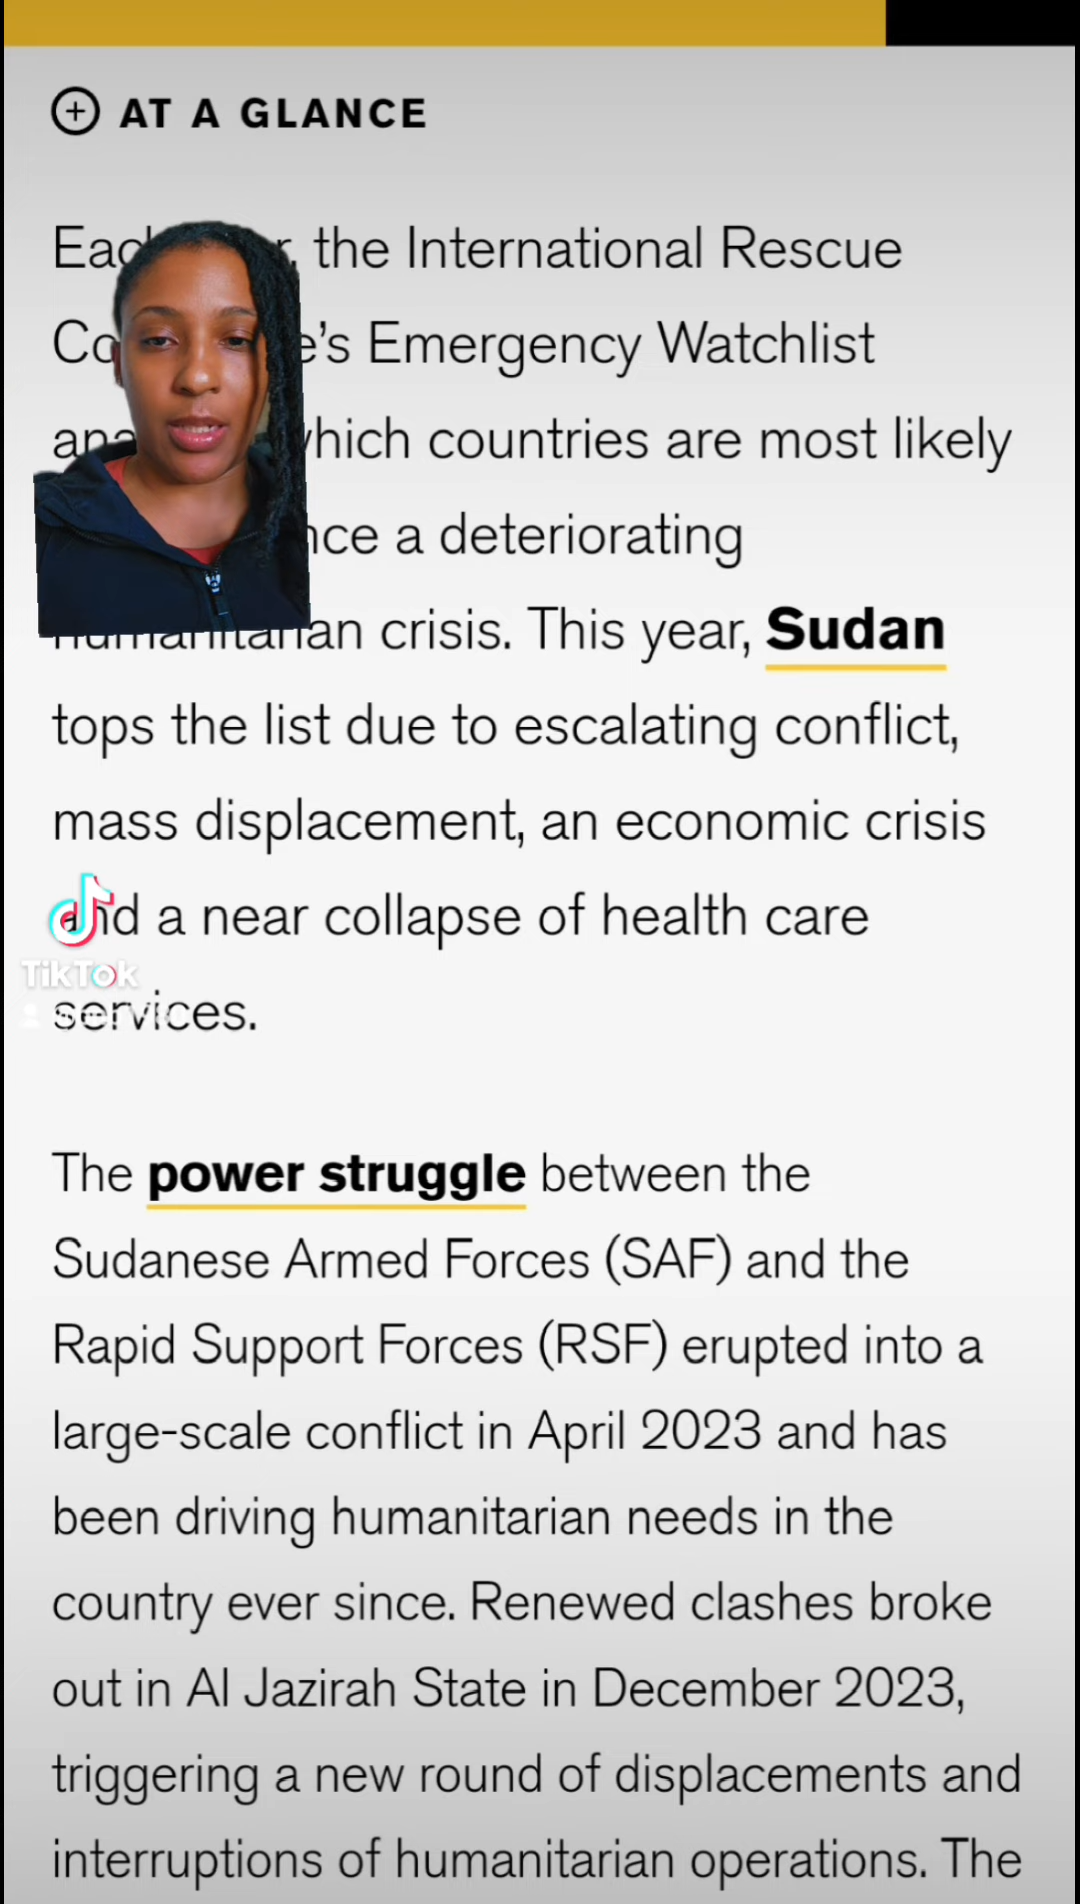 AT A GLANCE
the International Rescue
Emergency Watchlist
which countries are most likely
a deteriorating
humanitarian crisis. This year, Sudan
tops the list due to escalating conflict,
mass displacement, an economic crisis
and a near collapse of health care
TikTok
services.
The power struggle between the
Sudanese Armed Forces (SAF) and the
Rapid Support Forces (RSF) erupted into a
large-scale conflict in April 2023 and has
been driving humanitarian needs in the
country ever since. Renewed clashes broke
out in Al Jazirah State in December 2023,
triggering a new round of displacements and
interruptions of humanitarian operations. The